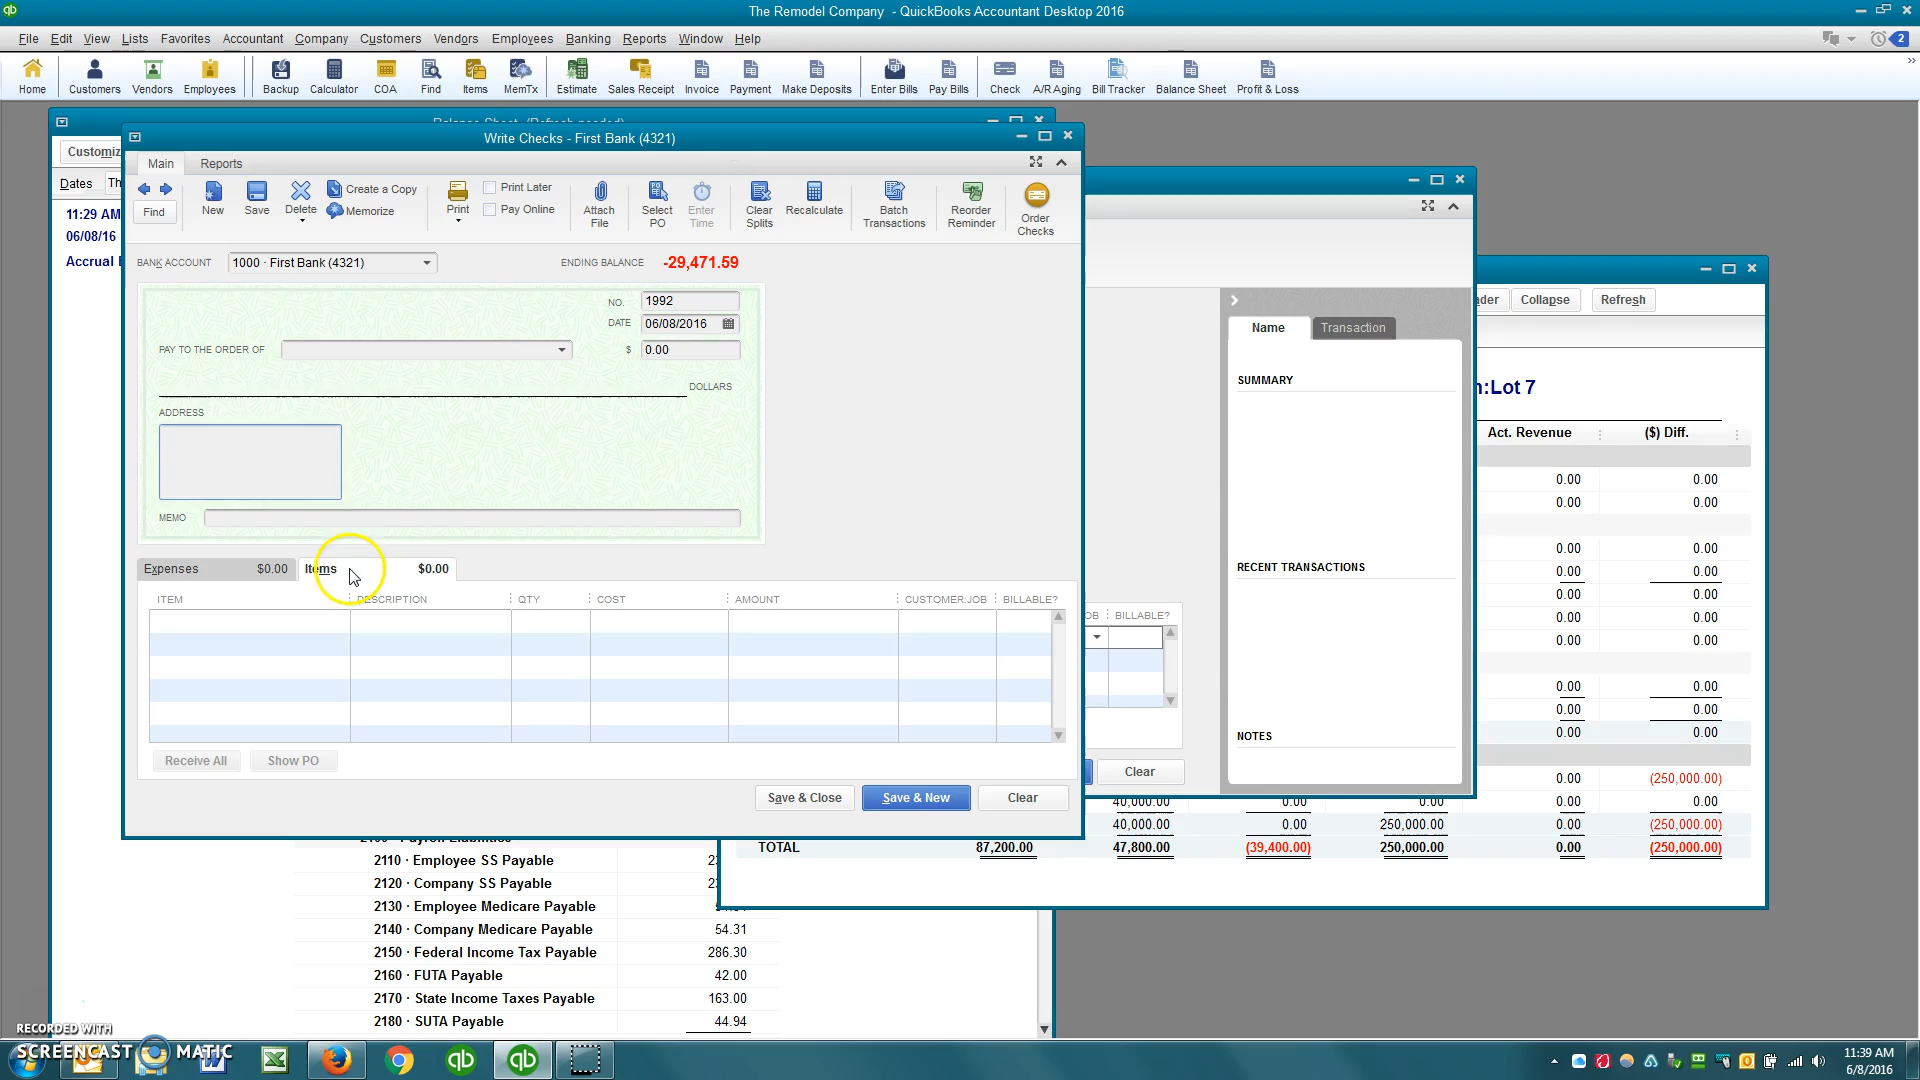 The Remodel Company - QuickBooks Accountant Desktop 2016
File Edit View Lists Favorites Accountant Company Customers Vendors Employees Banking Reports Window Help
2
Home Customers Vendors Employees Backup Calculator COA Find Items MemTx Estimate Sales Receipt Invoice Payment Make Deposits Enter Bills Pay Bills Check A/R Aging Bill Tracker Balance Sheet Profit & Loss
Write Checks - First Bank (4321)
Main Reports
New Save Delete Create a Copy Memorize Print Print Later Pay Online Attach File Select PO Enter Time Clear Splits Recalculate Batch Transactions Reorder Reminder Order Checks
Find
BANK ACCOUNT 1000 · First Bank (4321) ENDING BALANCE -29,471.59
NO. 1992
DATE 06/08/2016
PAY TO THE ORDER OF $ 0.00
DOLLARS
ADDRESS
MEMO
Expenses $0.00 Items $0.00
ITEM DESCRIPTION QTY COST AMOUNT CUSTOMER:JOB BILLABLE?
Receive All Show PO
Save & Close Save & New Clear
Dates
11:29 AM
06/08/16
Accrual
BILLABLE?
Clear
Name Transaction
SUMMARY
RECENT TRANSACTIONS
NOTES
Collapse Refresh
:Lot 7
Act. Revenue ($) Diff.
0.00 0.00
0.00 0.00
0.00 0.00
0.00 0.00
0.00 0.00
0.00 0.00
0.00 0.00
0.00 0.00
0.00 0.00
0.00 0.00
0.00 (250,000.00)
40,000.00 0.00 0.00 0.00
40,000.00 0.00 250,000.00 0.00 (250,000.00)
TOTAL 87,200.00 47,800.00 (39,400.00) 250,000.00 0.00 (250,000.00)
2110 · Employee SS Payable
2120 · Company SS Payable
2130 · Employee Medicare Payable
2140 · Company Medicare Payable 54.31
2150 · Federal Income Tax Payable 286.30
2160 · FUTA Payable 42.00
2170 · State Income Taxes Payable 163.00
2180 · SUTA Payable 44.94
RECORDED WITH
SCREENCAST MATIC
11:39 AM
6/8/2016